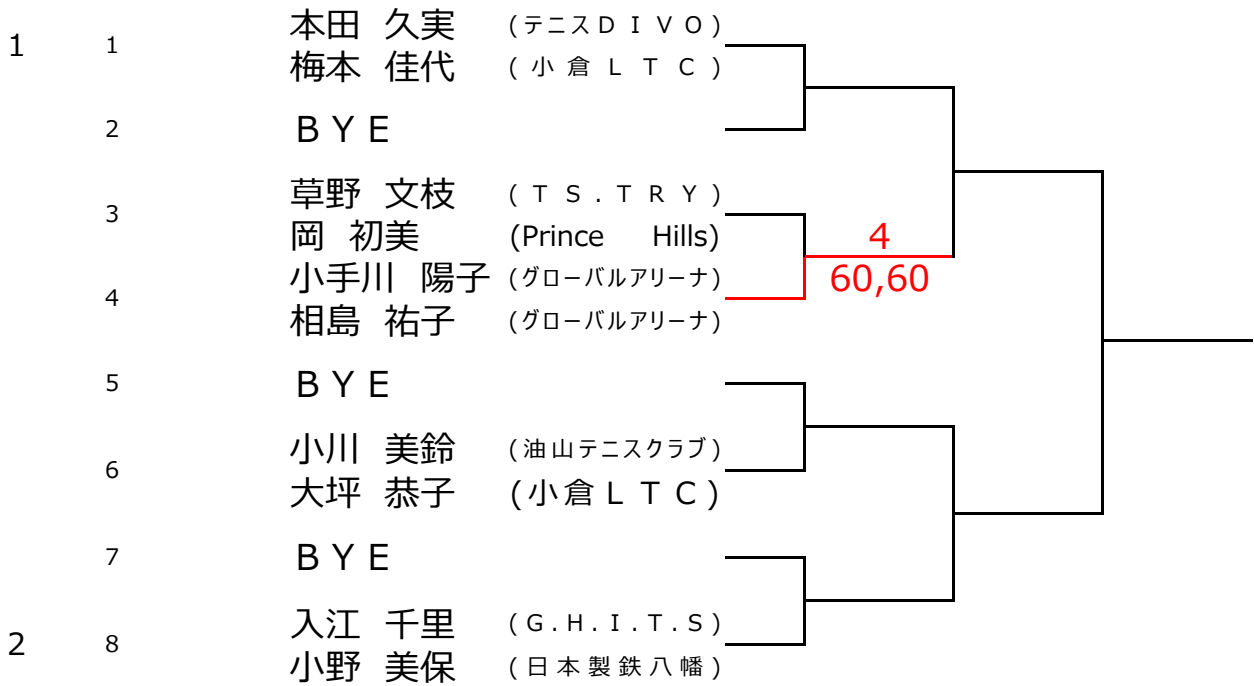 本田 久実 (テニスＤＩＶＯ)
1 1
梅本 佳代 (小倉ＬＴＣ)
2 ＢＹＥ
草野 文枝 (ＴＳ.ＴＲＹ)
3
岡 初美 (Prince Hills) 4
小手川 陽子 (グローバルアリーナ) 60,60
4
相島 祐子 (グローバルアリーナ)
5 ＢＹＥ
小川 美鈴 (油山テニスクラブ)
6
大坪 恭子 (小倉ＬＴＣ)
7 ＢＹＥ
入江 千里 (Ｇ.Ｈ.Ｉ.Ｔ.Ｓ)
2 8
小野 美保 (日本製鉄八幡)